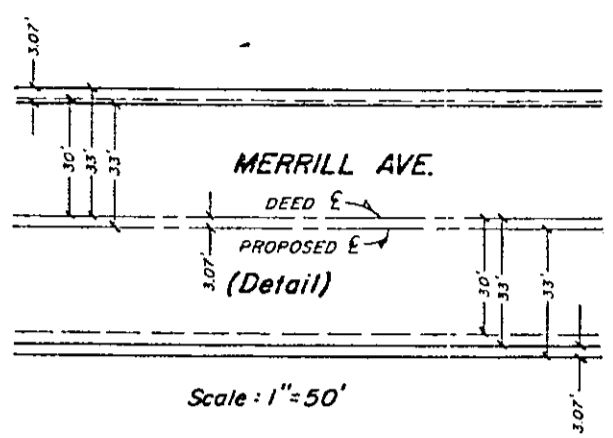 3.07'
30'
33'
33'
MERRILL AVE.
DEED ℄
PROPOSED ℄
3.07'
(Detail)
30'
33'
33'
3.07'
Scale : 1"=50'